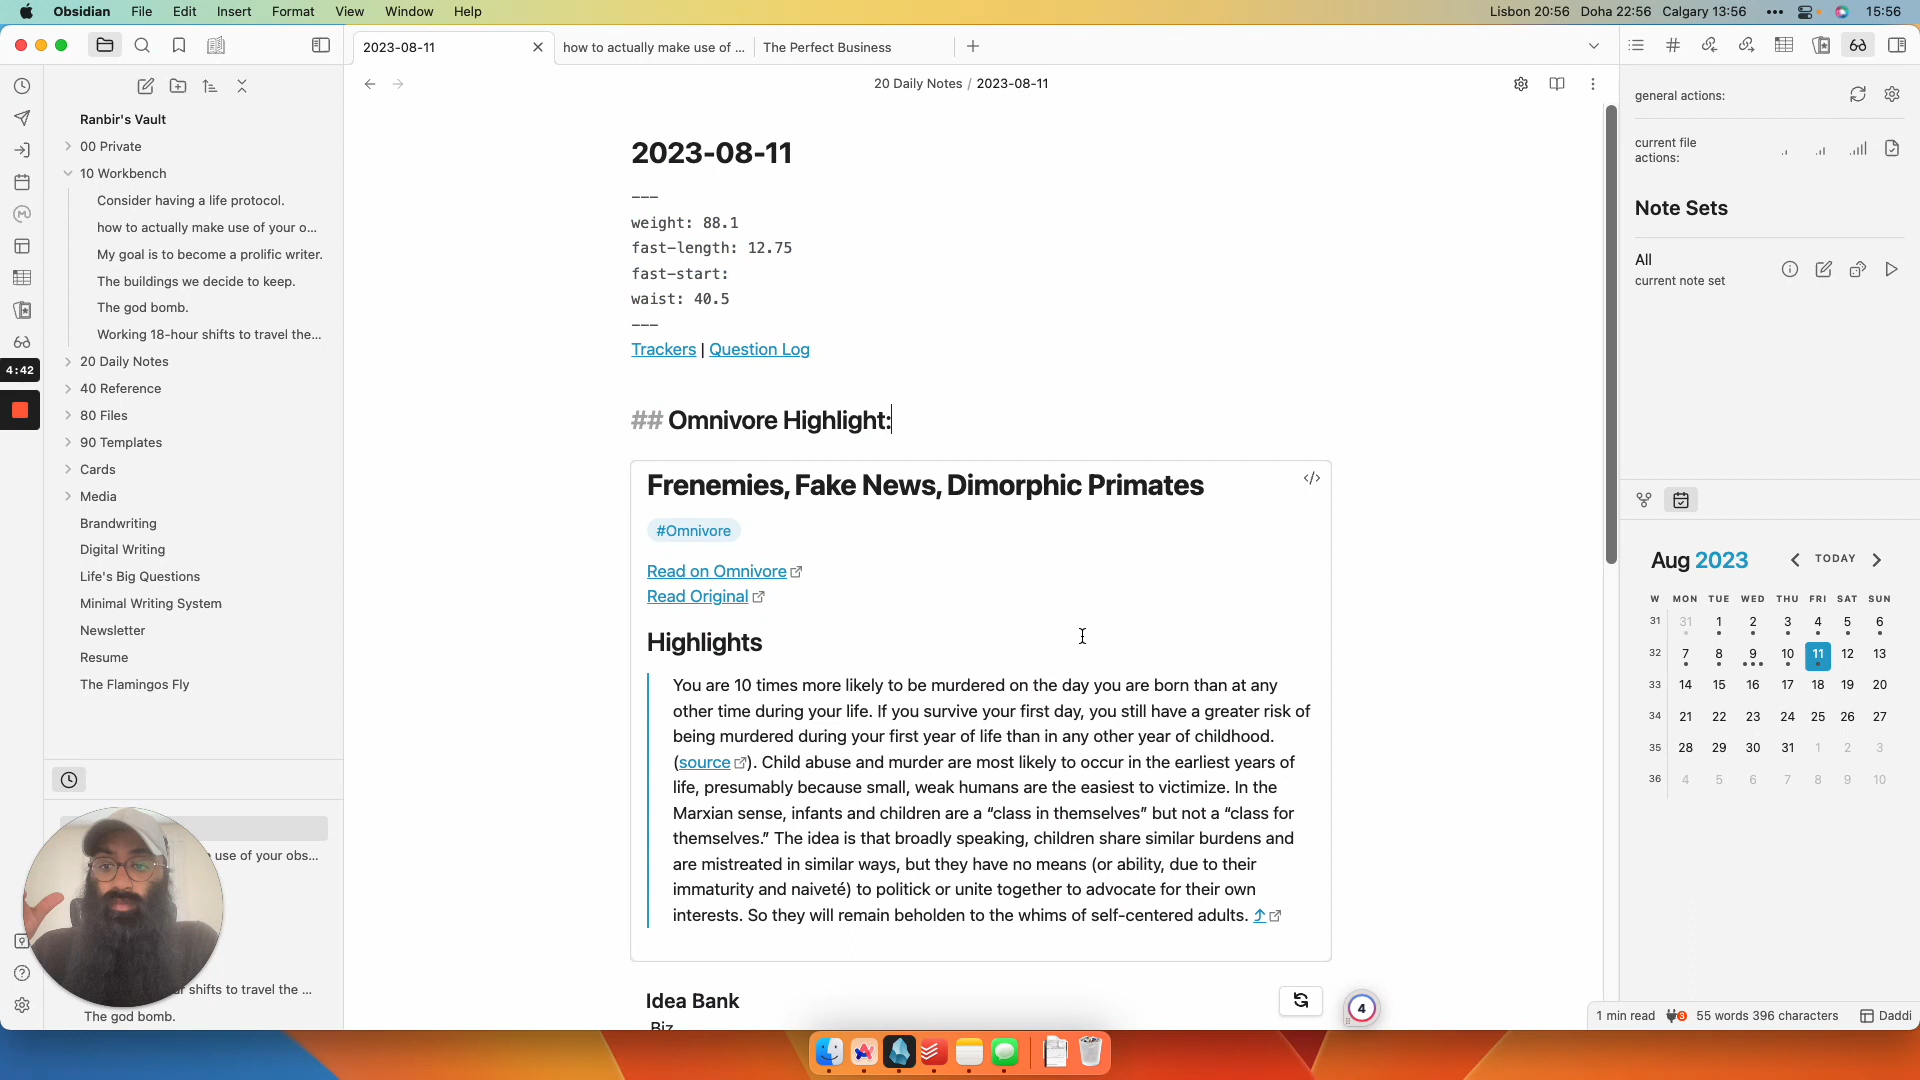 Obsidian File Edit Insert Format View Window Help
Lisbon 20:56 Doha 22:56 Calgary 13:56 15:56
2023-08-11
how to actually make use of ...
The Perfect Business
20 Daily Notes / 2023-08-11
Ranbir's Vault
00 Private
10 Workbench
Consider having a life protocol.
how to actually make use of your o...
My goal is to become a prolific writer.
The buildings we decide to keep.
The god bomb.
Working 18-hour shifts to travel the...
20 Daily Notes
40 Reference
80 Files
90 Templates
Cards
Media
Brandwriting
Digital Writing
Life's Big Questions
Minimal Writing System
Newsletter
Resume
The Flamingos Fly
4:42
use of your obs...
shifts to travel the ...
The god bomb.
2023-08-11
---
weight: 88.1
fast-length: 12.75
fast-start:
waist: 40.5
---
Trackers | Question Log
## Omnivore Highlight:
Frenemies, Fake News, Dimorphic Primates
</>
#Omnivore
Read on Omnivore
Read Original
Highlights
You are 10 times more likely to be murdered on the day you are born than at any
other time during your life. If you survive your first day, you still have a greater risk of
being murdered during your first year of life than in any other year of childhood.
(source). Child abuse and murder are most likely to occur in the earliest years of
life, presumably because small, weak humans are the easiest to victimize. In the
Marxian sense, infants and children are a “class in themselves” but not a “class for
themselves.” The idea is that broadly speaking, children share similar burdens and
are mistreated in similar ways, but they have no means (or ability, due to their
immaturity and naiveté) to politick or unite together to advocate for their own
interests. So they will remain beholden to the whims of self-centered adults. ↑
Idea Bank
Biz
4
general actions:
current file
actions:
Note Sets
All
current note set
Aug 2023
TODAY
W MON TUE WED THU FRI SAT SUN
31 31 1 2 3 4 5 6
32 7 8 9 10 11 12 13
33 14 15 16 17 18 19 20
34 21 22 23 24 25 26 27
35 28 29 30 31 1 2 3
36 4 5 6 7 8 9 10
1 min read 3 55 words 396 characters Daddi